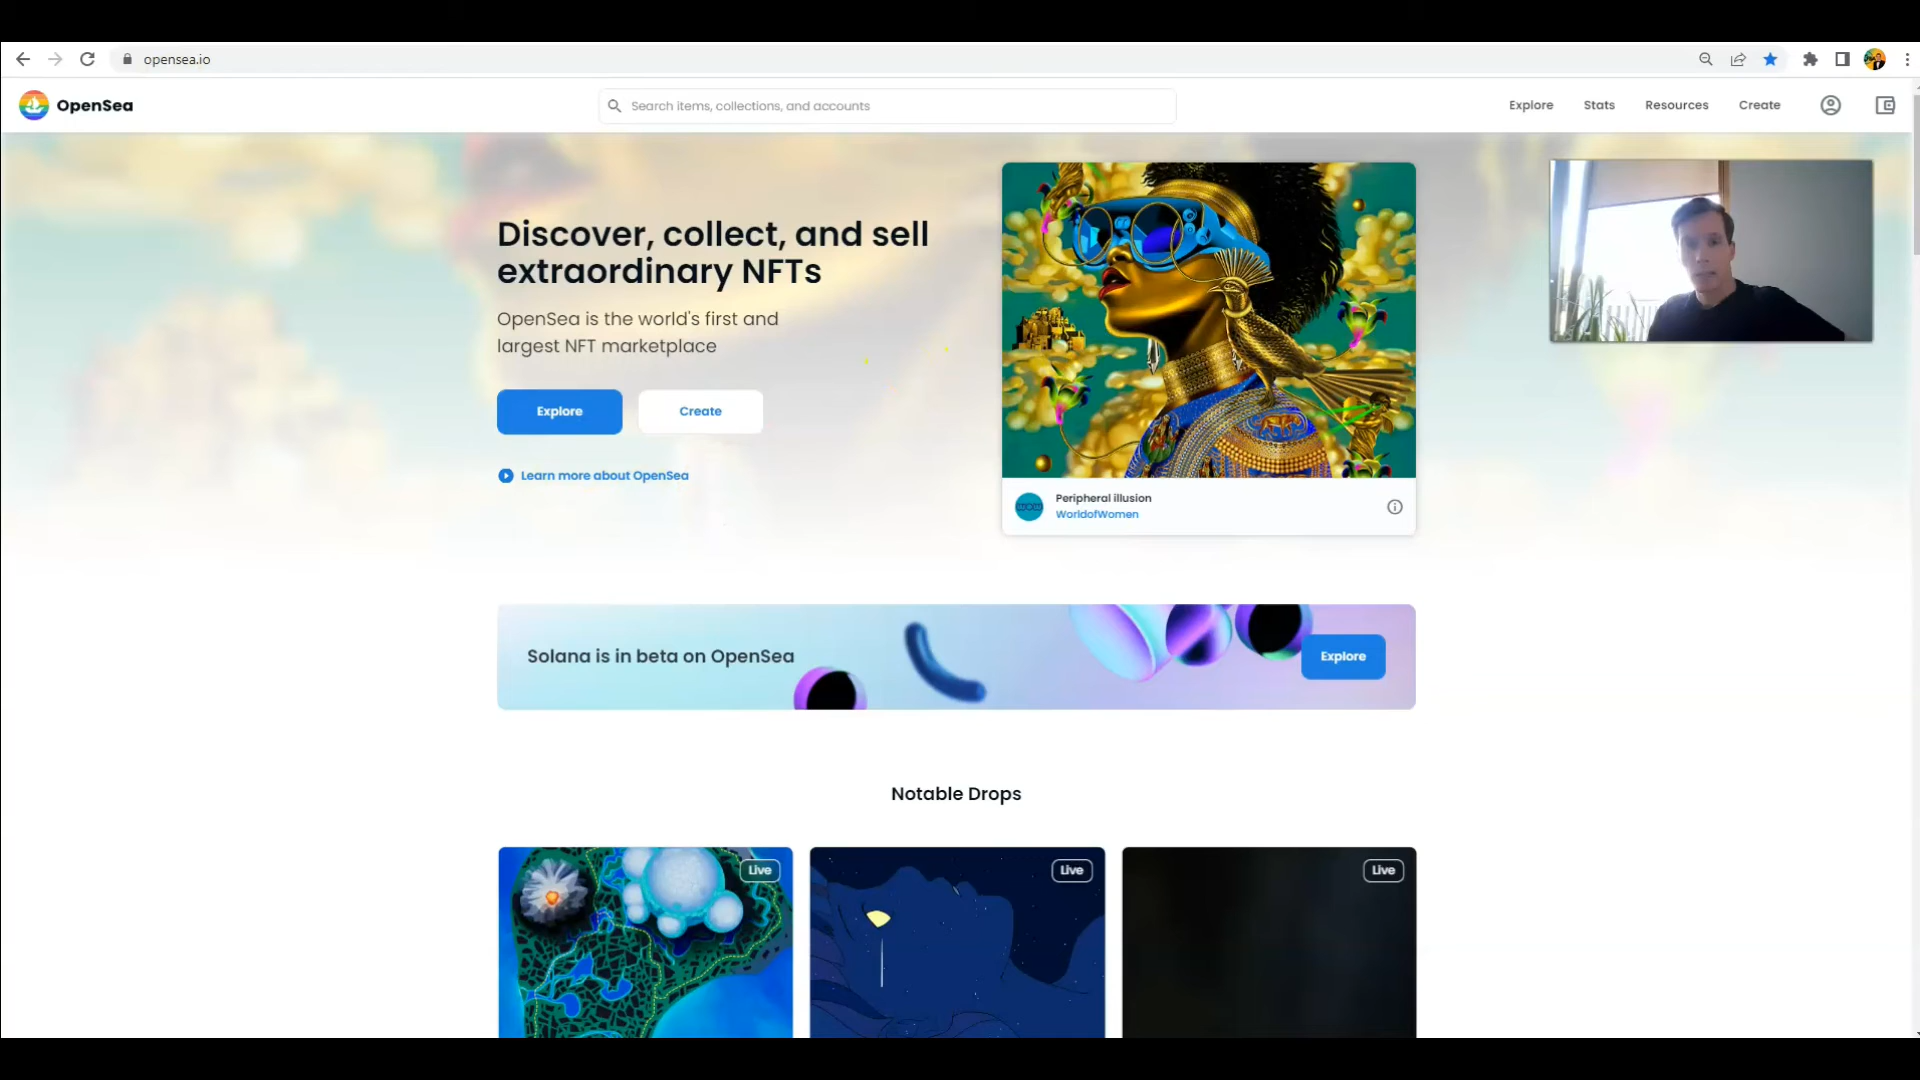 opensea.io
OpenSea
Search items, collections, and accounts
Explore
Stats
Resources
Create
Discover, collect, and sell
extraordinary NFTs
OpenSea is the world's first and
largest NFT marketplace
Explore
Create
Learn more about OpenSea
Peripheral illusion
WorldofWomen
Solana is in beta on OpenSea
Explore
Notable Drops
Live
Live
Live